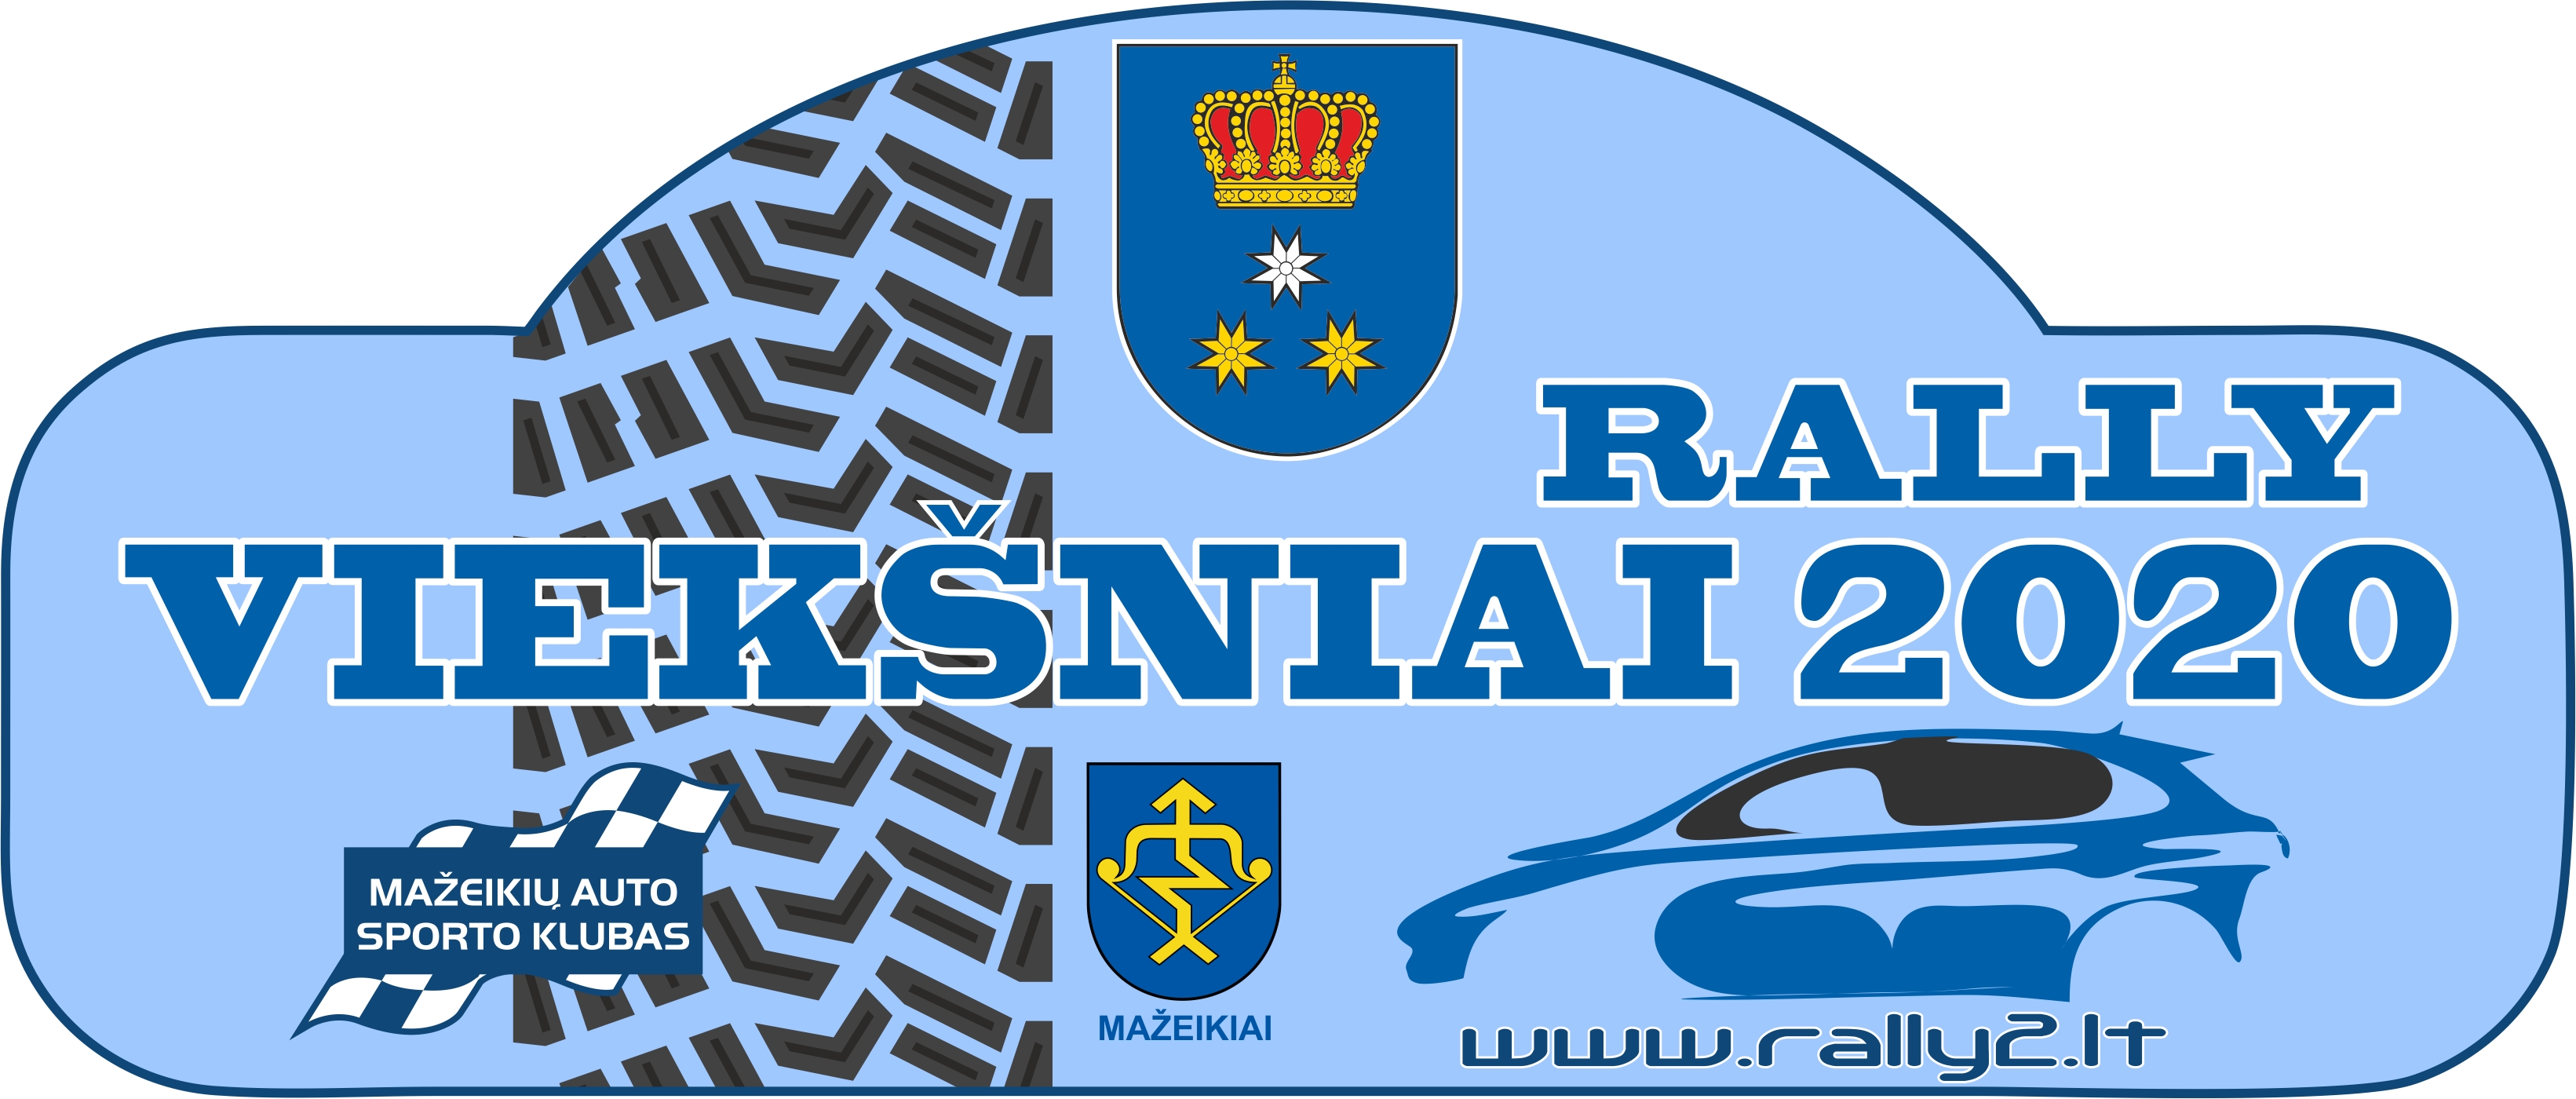 RALLY
VIEKŠNIAI 2020
MAŽEIKIŲ AUTO
SPORTO KLUBAS
MAŽEIKIAI
www.rally2.lt